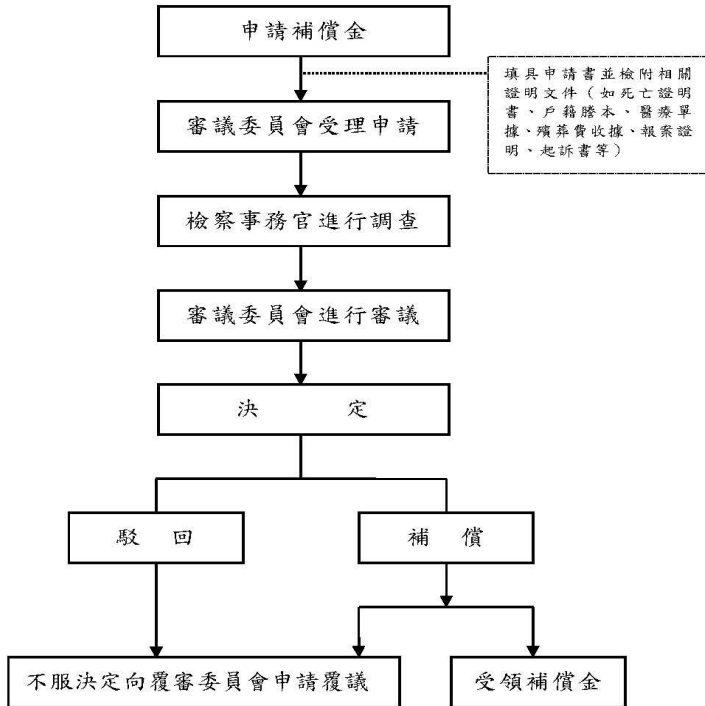 申請補償金
填具申請書並檢附相關
證明文件（如死亡證明
書、戶籍謄本、醫療單
據、殯葬費收據、報案證
明、起訴書等）
審議委員會受理申請
檢察事務官進行調查
審議委員會進行審議
決　　定
駁　回
補　償
不服決定向覆審委員會申請覆議
受領補償金